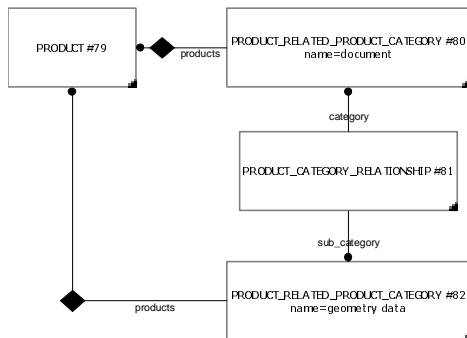 PRODUCT #79
products
PRODUCT_RELATED_PRODUCT_CATEGORY #80
name=document
category
PRODUCT_CATEGORY_RELATIONSHIP #81
sub_category
PRODUCT_RELATED_PRODUCT_CATEGORY #82
name=geometry data
products